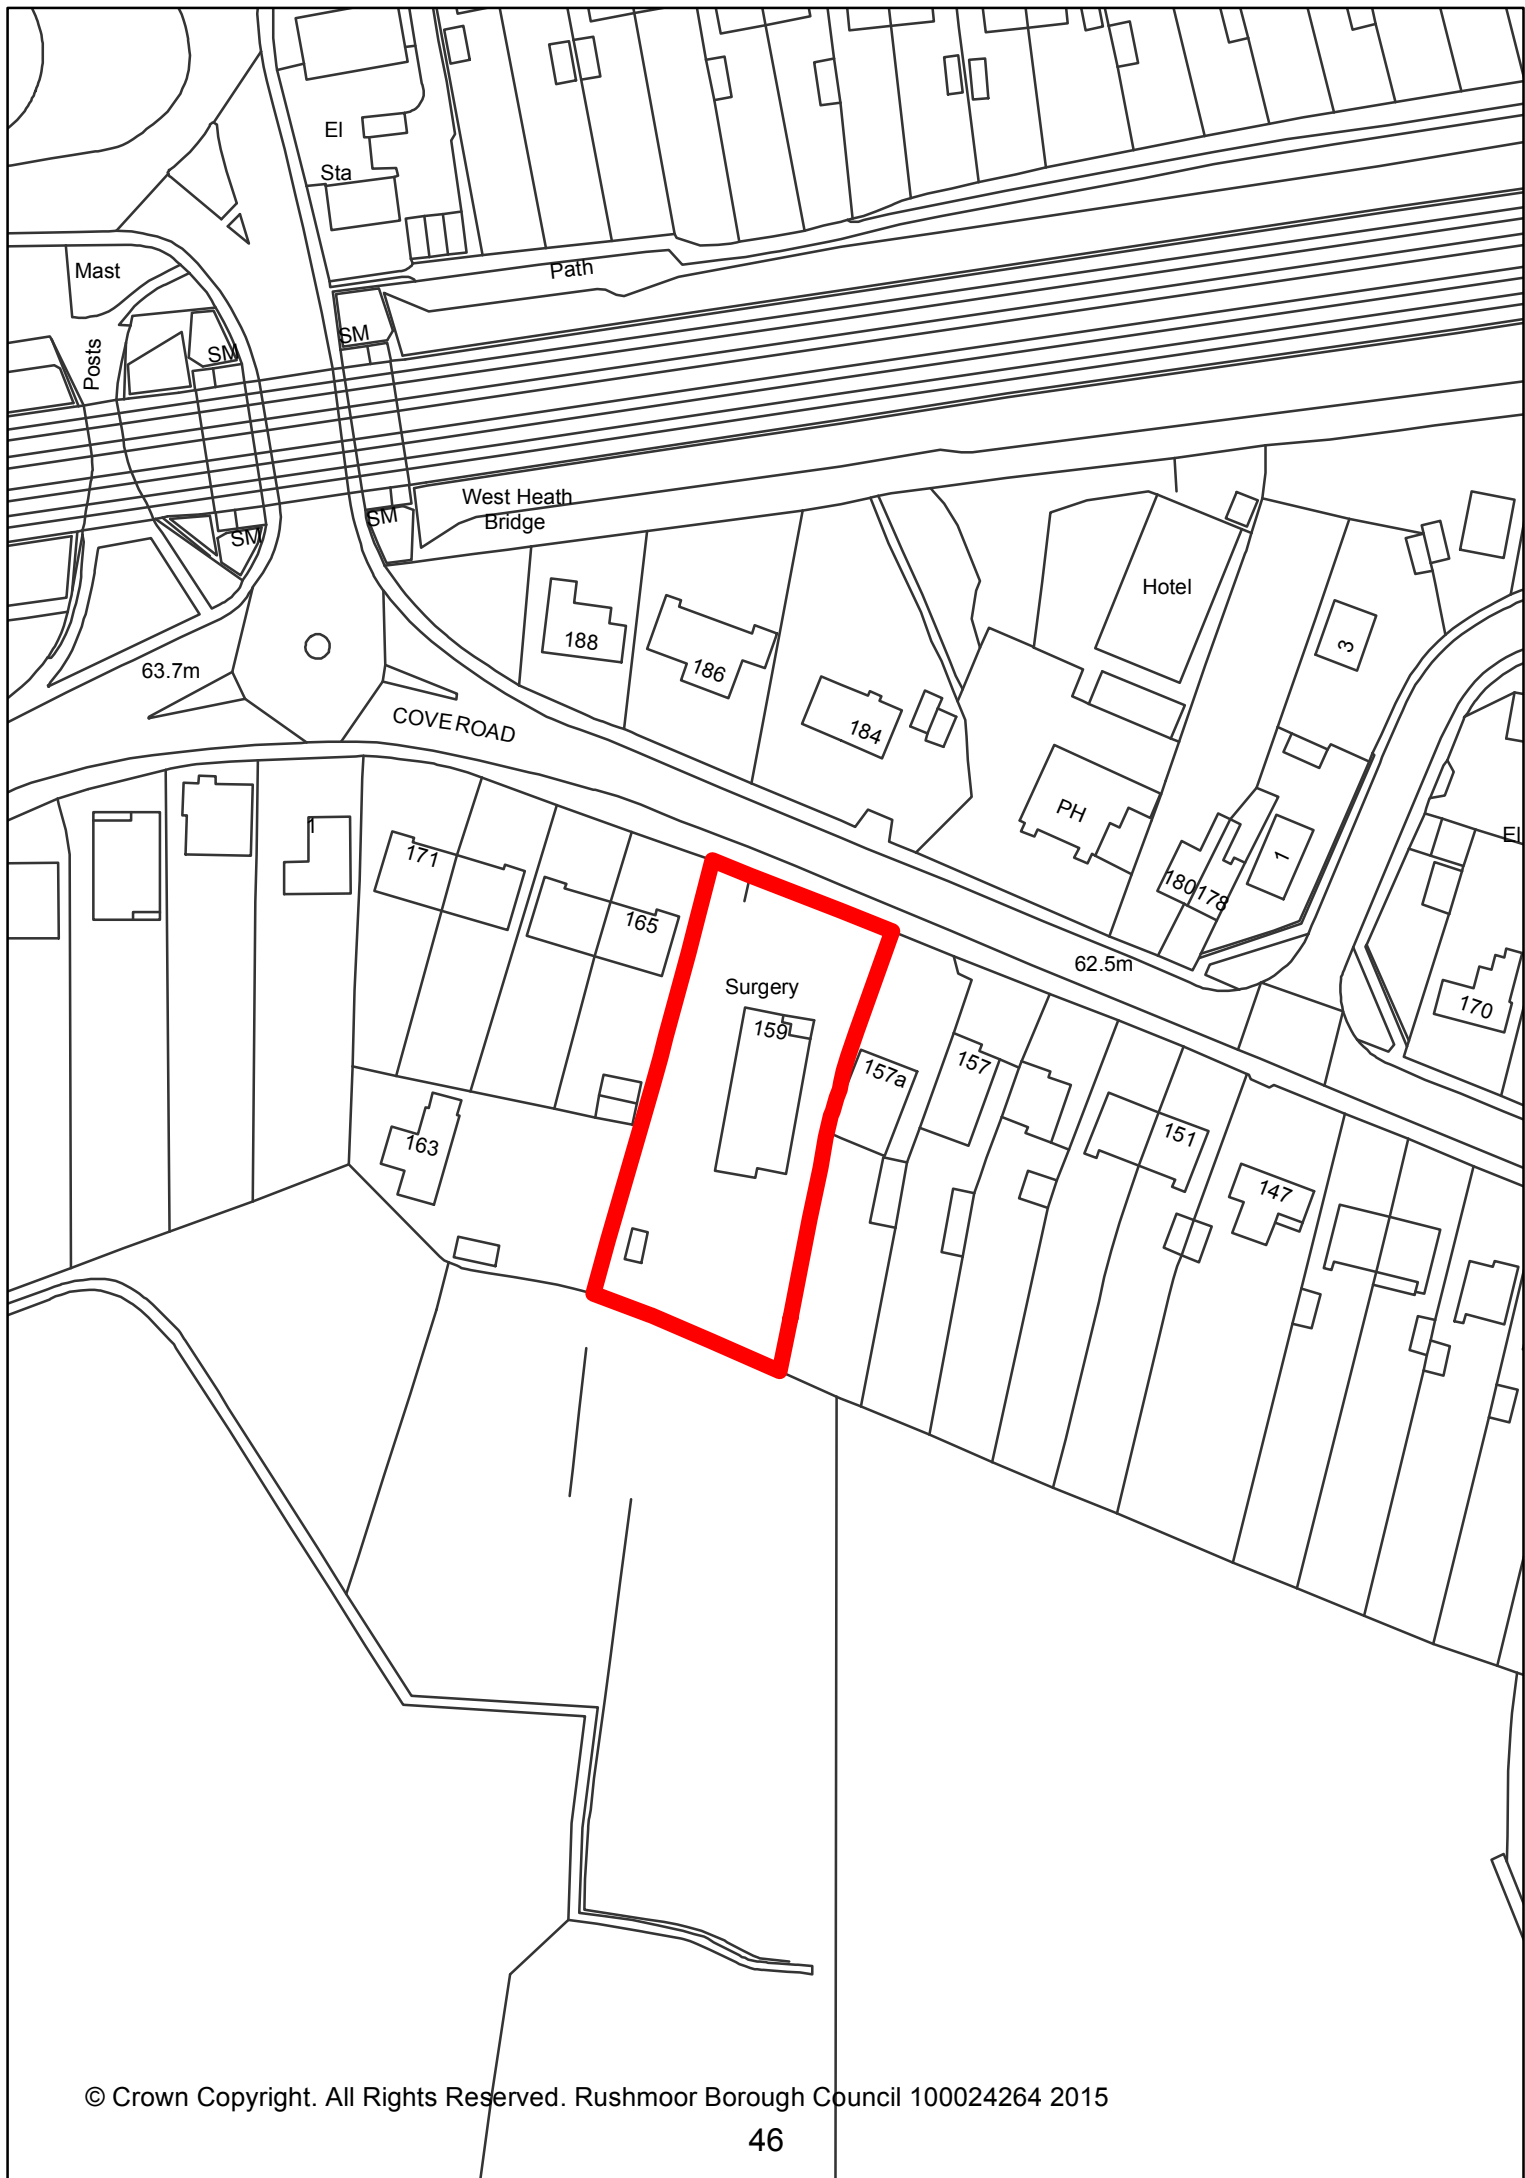 El
Sta
Path
Mast
SM
SM
Posts
West Heath
Bridge
SM
SM
Hotel
188
186
3
63.7m
COVE ROAD
184
PH
El
1
171
1
180
178
165
62.5m
Surgery
159
170
157
157a
151
163
147
© Crown Copyright. All Rights Reserved. Rushmoor Borough Council 100024264 2015
46